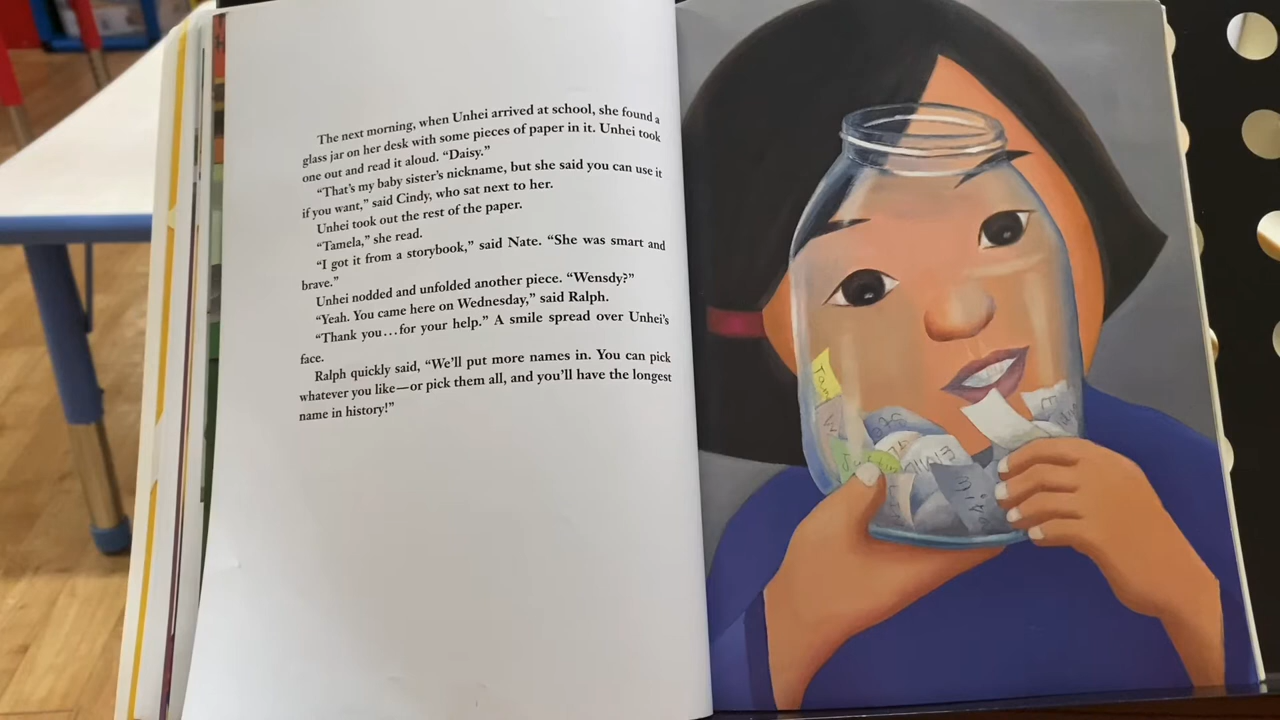 The next morning, when Unhei arrived at school, she found a
glass jar on her desk with some pieces of paper in it. Unhei took
one out and read it aloud. “Daisy.”
“That’s my baby sister’s nickname, but she said you can use it
if you want,” said Cindy, who sat next to her.
Unhei took out the rest of the paper.
“Tamela,” she read.
“I got it from a storybook,” said Nate. “She was smart and
brave.”
Unhei nodded and unfolded another piece. “Wensdy?”
“Yeah. You came here on Wednesday,” said Ralph.
“Thank you...for your help.” A smile spread over Unhei’s
face.
Ralph quickly said, “We’ll put more names in. You can pick
whatever you like—or pick them all, and you’ll have the longest
name in history!”